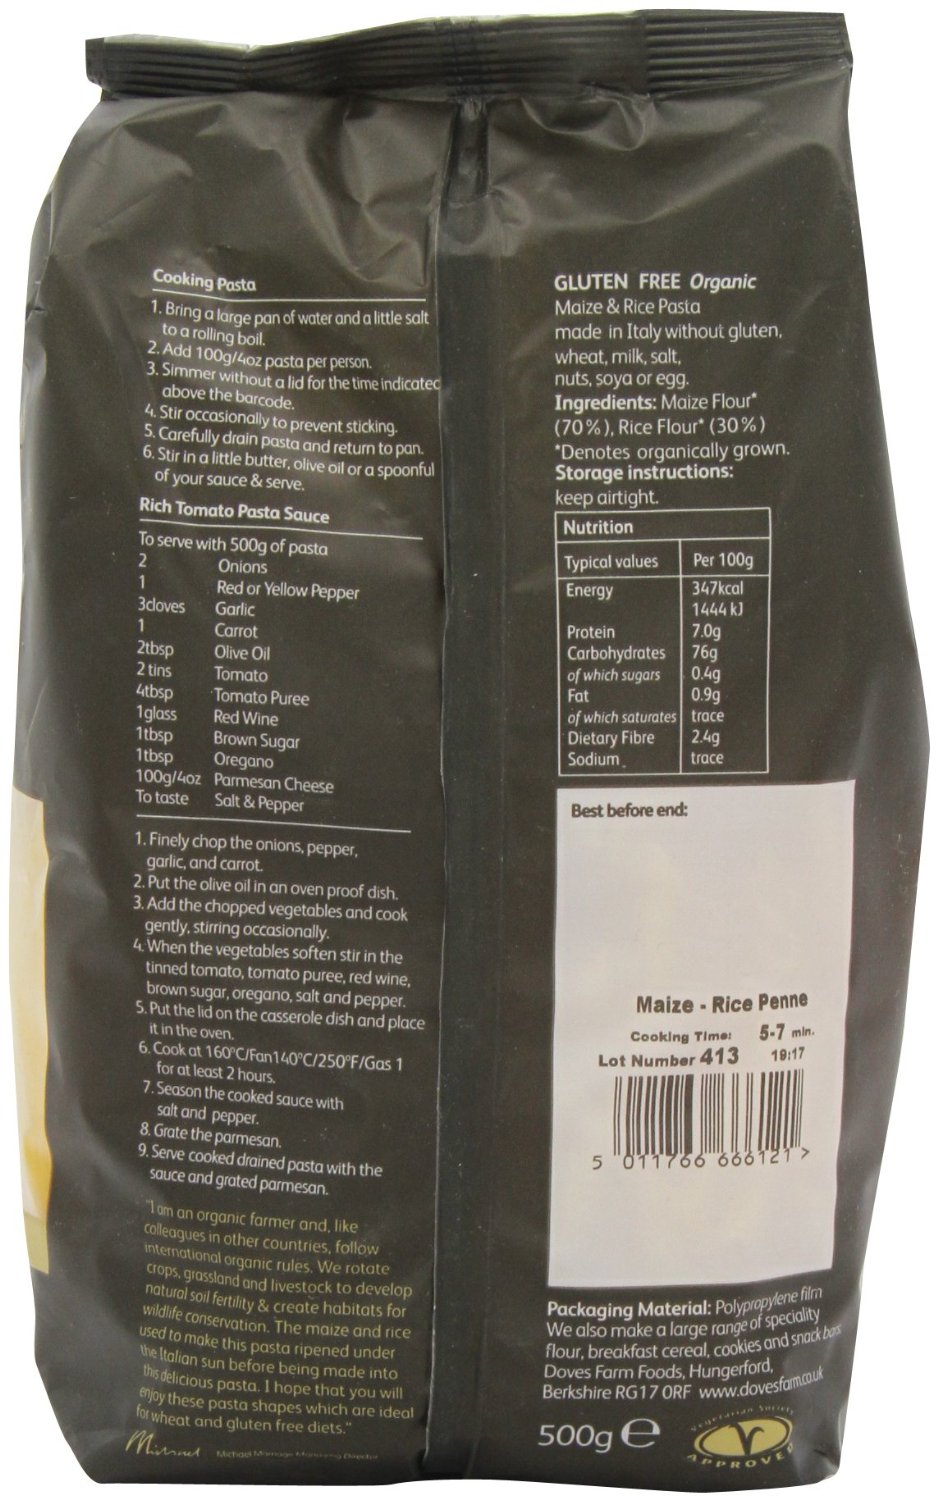 Cooking Pasta
1. Bring a large pan of water and a little salt
to a rolling boil.
2. Add 100g/4oz pasta per person.
3. Simmer without a lid for the time indicated
above the barcode.
4. Stir occasionally to prevent sticking.
5. Carefully drain pasta and return to pan.
6. Stir in a little butter, olive oil or a spoonful
of your sauce & serve.
Rich Tomato Pasta Sauce
To serve with 500g of pasta
2 Onions
1 Red or Yellow Pepper
3cloves Garlic
1 Carrot
2tbsp Olive Oil
2 tins Tomato
4tbsp Tomato Puree
1glass Red Wine
1tbsp Brown Sugar
1tbsp Oregano
100g/4oz Parmesan Cheese
To taste Salt & Pepper
1. Finely chop the onions, pepper,
garlic, and carrot.
2. Put the olive oil in an oven proof dish.
3. Add the chopped vegetables and cook
gently, stirring occasionally.
4. When the vegetables soften stir in the
tinned tomato, tomato puree, red wine,
brown sugar, oregano, salt and pepper.
5. Put the lid on the casserole dish and place
it in the oven.
6. Cook at 160°C/Fan140°C/250°F/Gas 1
for at least 2 hours.
7. Season the cooked sauce with
salt and pepper.
8. Grate the parmesan.
9. Serve cooked drained pasta with the
sauce and grated parmesan.
"I am an organic farmer and, like
colleagues in other countries, follow
international organic rules. We rotate
crops, grassland and livestock to develop
natural soil fertility & create habitats for
wildlife conservation. The maize and rice
used to make this pasta ripened under
the Italian sun before being made into
this delicious pasta. I hope that you will
enjoy these pasta shapes which are ideal
for wheat and gluten free diets."
Michael Marriage Managing Director
GLUTEN FREE Organic
Maize & Rice Pasta
made in Italy without gluten,
wheat, milk, salt,
nuts, soya or egg.
Ingredients: Maize Flour*
(70%), Rice Flour* (30%)
*Denotes organically grown.
Storage instructions:
keep airtight.
Nutrition
Typical values Per 100g
Energy 347kcal
1444 kJ
Protein 7.0g
Carbohydrates 76g
of which sugars 0.4g
Fat 0.9g
of which saturates trace
Dietary Fibre 2.4g
Sodium trace
Best before end:
Maize - Rice Penne
Cooking Time: 5-7 min.
Lot Number 413 19:17
5 011766 666121 >
Packaging Material: Polypropylene film
We also make a large range of speciality
flour, breakfast cereal, cookies and snack bars
Doves Farm Foods, Hungerford,
Berkshire RG17 0RF www.dovesfarm.co.uk
500g e
Vegetarian Society
V
APPROVED